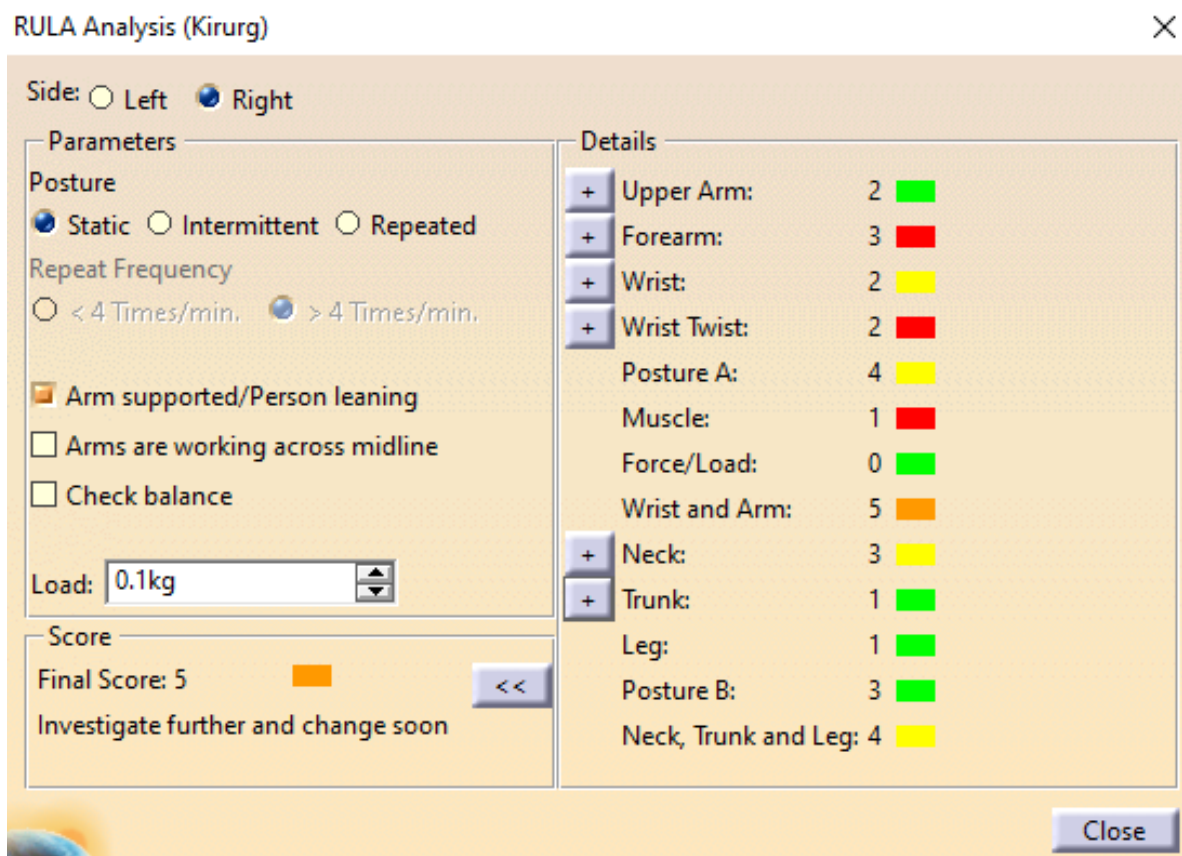 RULA Analysis (Kirurg)
Side: Left Right
Parameters
Posture
Static Intermittent Repeated
Repeat Frequency
< 4 Times/min. > 4 Times/min.
Arm supported/Person leaning
Arms are working across midline
Check balance
Load: 0.1kg
Score
Final Score: 5
<<
Investigate further and change soon
Details
+ Upper Arm: 2
+ Forearm: 3
+ Wrist: 2
+ Wrist Twist: 2
Posture A: 4
Muscle: 1
Force/Load: 0
Wrist and Arm: 5
+ Neck: 3
+ Trunk: 1
Leg: 1
Posture B: 3
Neck, Trunk and Leg: 4
Close